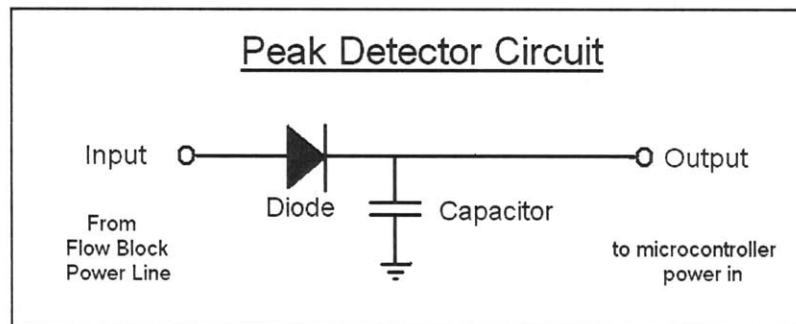 Peak Detector Circuit
Input
Output
Diode
Capacitor
From
Flow Block
Power Line
to microcontroller
power in